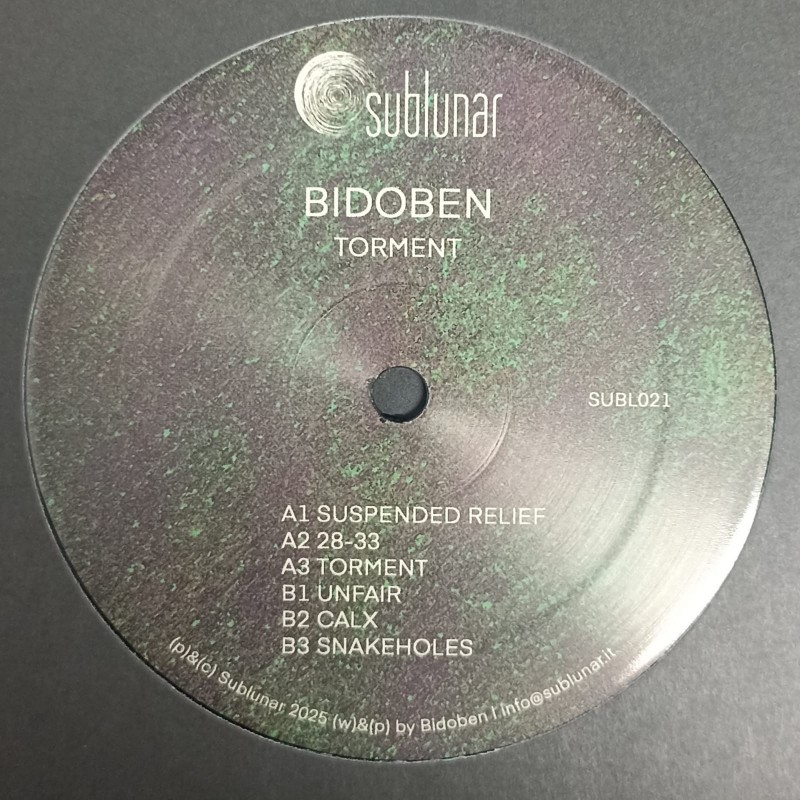 sublunar
BIDOBEN
TORMENT
SUBL021
A1 SUSPENDED RELIEF
A2 28-33
A3 TORMENT
B1 UNFAIR
B2 CALX
B3 SNAKEHOLES
(p)&(c) Sublunar 2025 (w)&(p) by Bidoben | info@sublunar.it